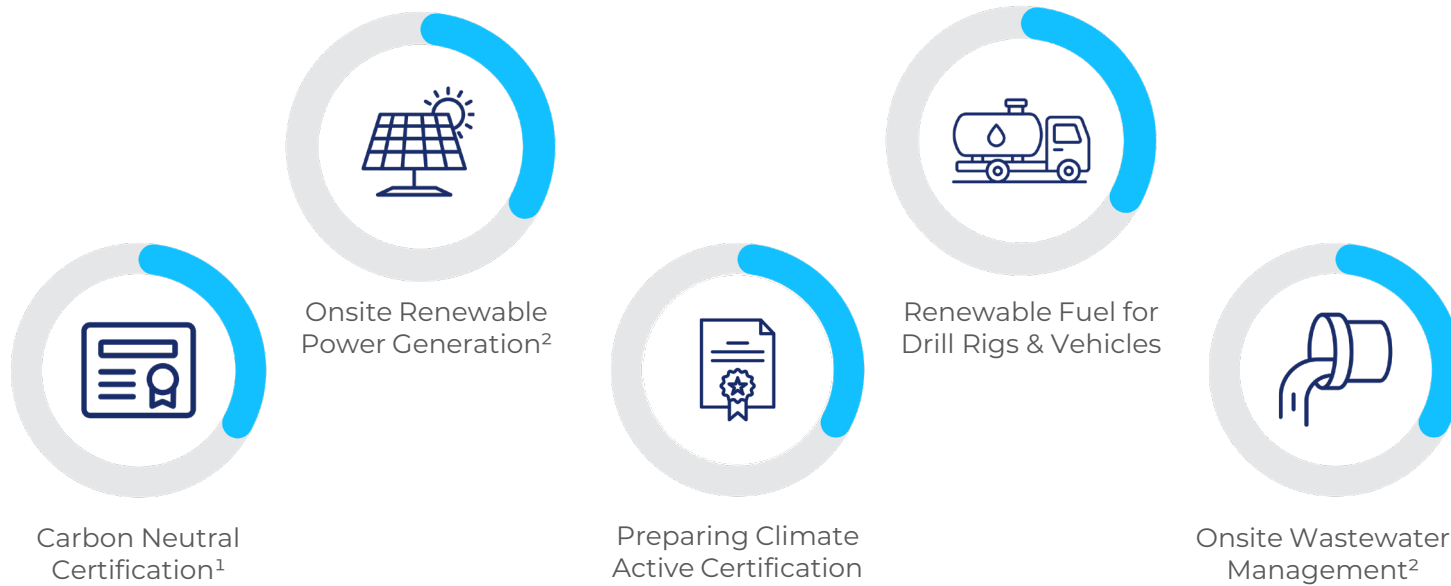 Onsite Renewable
Power Generation²
Renewable Fuel for
Drill Rigs & Vehicles
Carbon Neutral
Certification¹
Preparing Climate
Active Certification
Onsite Wastewater
Management²